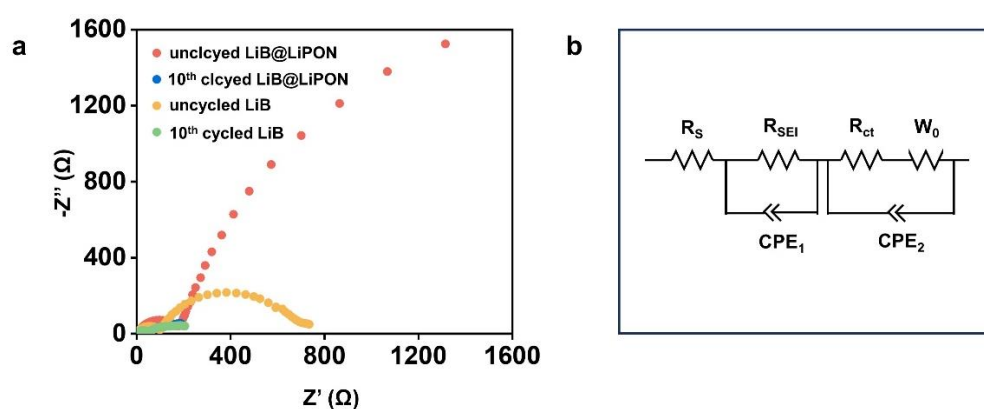 a
1600
1200
800
400
0
-Z'' (Ω)
unclcyed LiB@LiPON
10th clcyed LiB@LiPON
uncycled LiB
10th cycled LiB
0
400
800
1200
1600
Z' (Ω)
b
RS
RSEI
Rct
W0
CPE1
CPE2